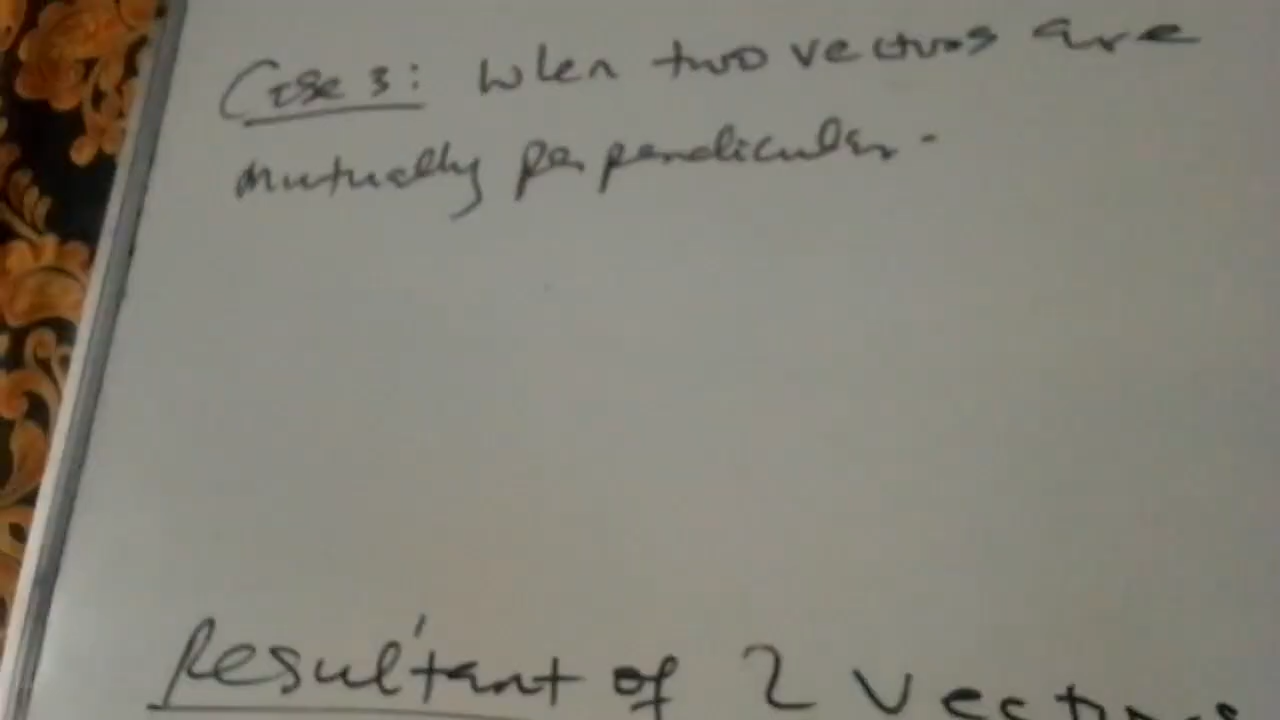 Case 3: When two vectors are
mutually perpendicular.
Resultant of 2 Vectors